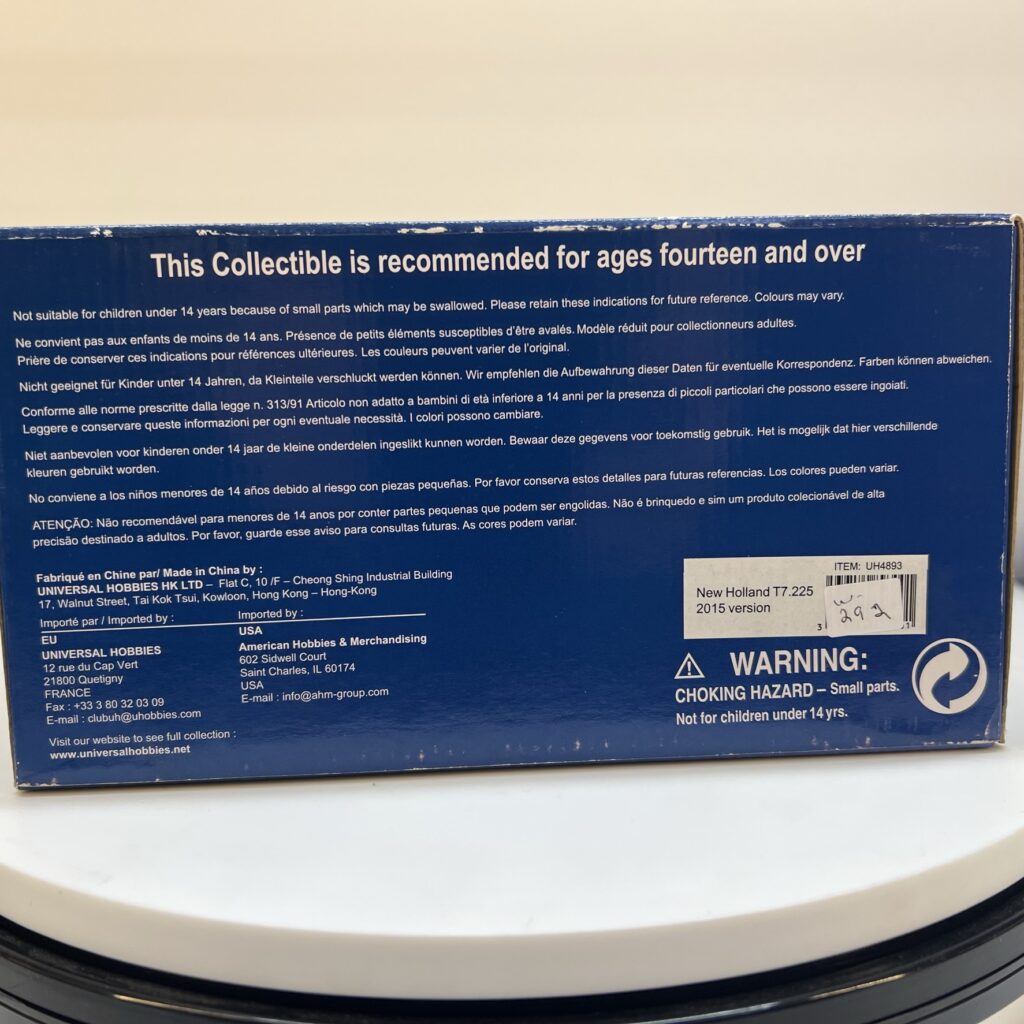 This Collectible is recommended for ages fourteen and over
Not suitable for children under 14 years because of small parts which may be swallowed. Please retain these indications for future reference. Colours may vary.
Ne convient pas aux enfants de moins de 14 ans. Présence de petits éléments susceptibles d'être avalés. Modèle réduit pour collectionneurs adultes.
Prière de conserver ces indications pour références ultérieures. Les couleurs peuvent varier de l'original.
Nicht geeignet für Kinder unter 14 Jahren, da Kleinteile verschluckt werden können. Wir empfehlen die Aufbewahrung dieser Daten für eventuelle Korrespondenz. Farben können abweichen.
Conforme alle norme prescritte dalla legge n. 313/91 Articolo non adatto a bambini di età inferiore a 14 anni per la presenza di piccoli particolari che possono essere ingoiati.
Leggere e conservare queste informazioni per ogni eventuale necessità. I colori possono cambiare.
Niet aanbevolen voor kinderen onder 14 jaar de kleine onderdelen ingeslikt kunnen worden. Bewaar deze gegevens voor toekomstig gebruik. Het is mogelijk dat hier verschillende
kleuren gebruikt worden.
No conviene a los niños menores de 14 años debido al riesgo con piezas pequeñas. Por favor conserva estos detalles para futuras referencias. Los colores pueden variar.
ATENÇÃO: Não recomendável para menores de 14 anos por conter partes pequenas que podem ser engolidas. Não é brinquedo e sim um produto colecionável de alta
precisão destinado a adultos. Por favor, guarde esse aviso para consultas futuras. As cores podem variar.
Fabriqué en Chine par/ Made in China by :
UNIVERSAL HOBBIES HK LTD – Flat C, 10 /F – Cheong Shing Industrial Building
17, Walnut Street, Tai Kok Tsui, Kowloon, Hong Kong – Hong-Kong
Importé par / Imported by :
EU
UNIVERSAL HOBBIES
12 rue du Cap Vert
21800 Quetigny
FRANCE
Fax : +33 3 80 32 03 09
E-mail : clubuh@uhobbies.com
Imported by :
USA
American Hobbies & Merchandising
602 Sidwell Court
Saint Charles, IL 60174
USA
E-mail : info@ahm-group.com
Visit our website to see full collection :
www.universalhobbies.net
ITEM: UH4893
New Holland T7.225
2015 version
3 1
292
WARNING:
CHOKING HAZARD – Small parts.
Not for children under 14 yrs.